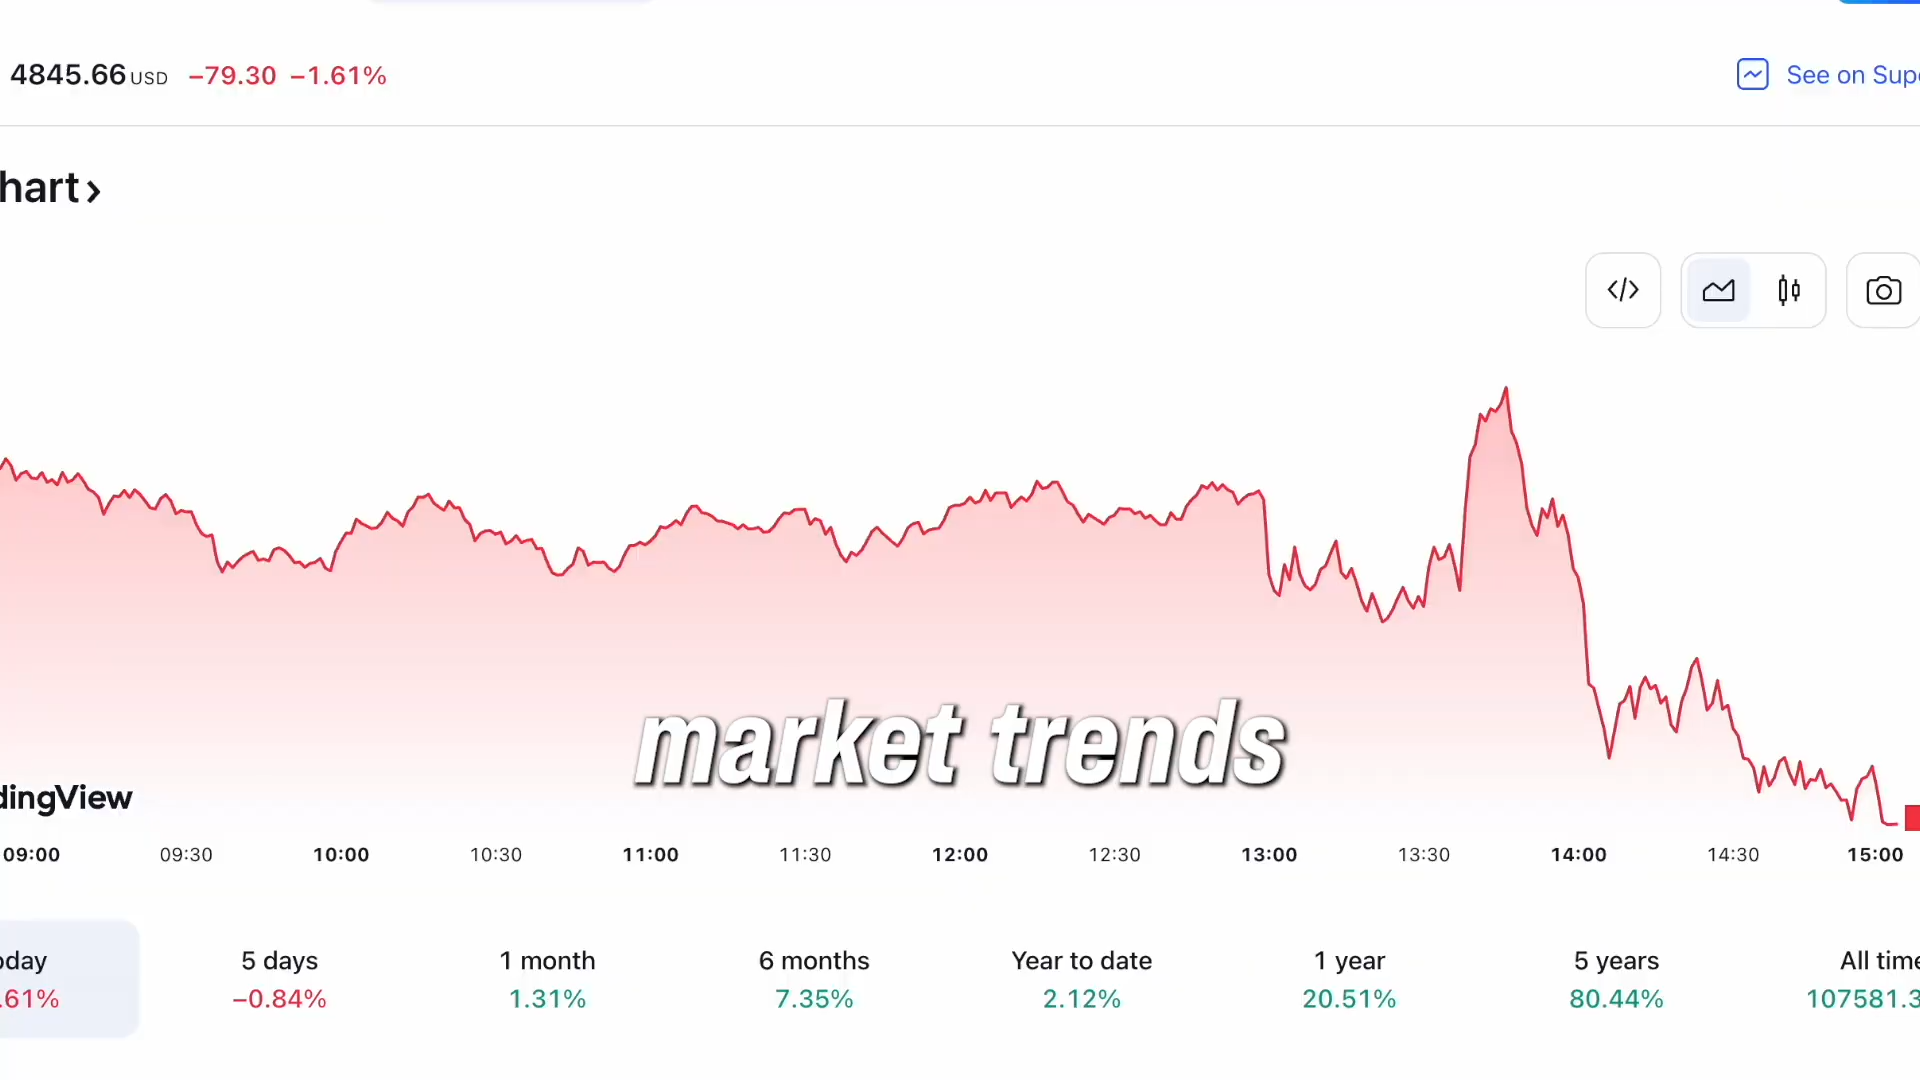 4845.66 USD −79.30 −1.61%
See on Supe
hart ›
</>
market trends
dingView
09:00 09:30 10:00 10:30 11:00 11:30 12:00 12:30 13:00 13:30 14:00 14:30 15:00
oday 5 days 1 month 6 months Year to date 1 year 5 years All time
.61% −0.84% 1.31% 7.35% 2.12% 20.51% 80.44% 107581.3